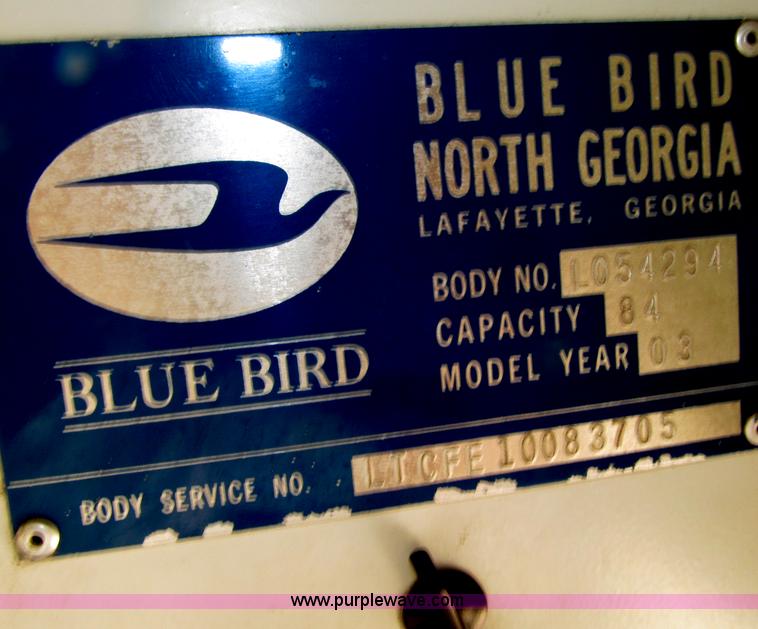 BLUE BIRD
NORTH GEORGIA
LAFAYETTE, GEORGIA
BODY NO. L054294
CAPACITY 84
MODEL YEAR 03
BLUE BIRD
BODY SERVICE NO. LTCFE10083705
www.purplewave.com